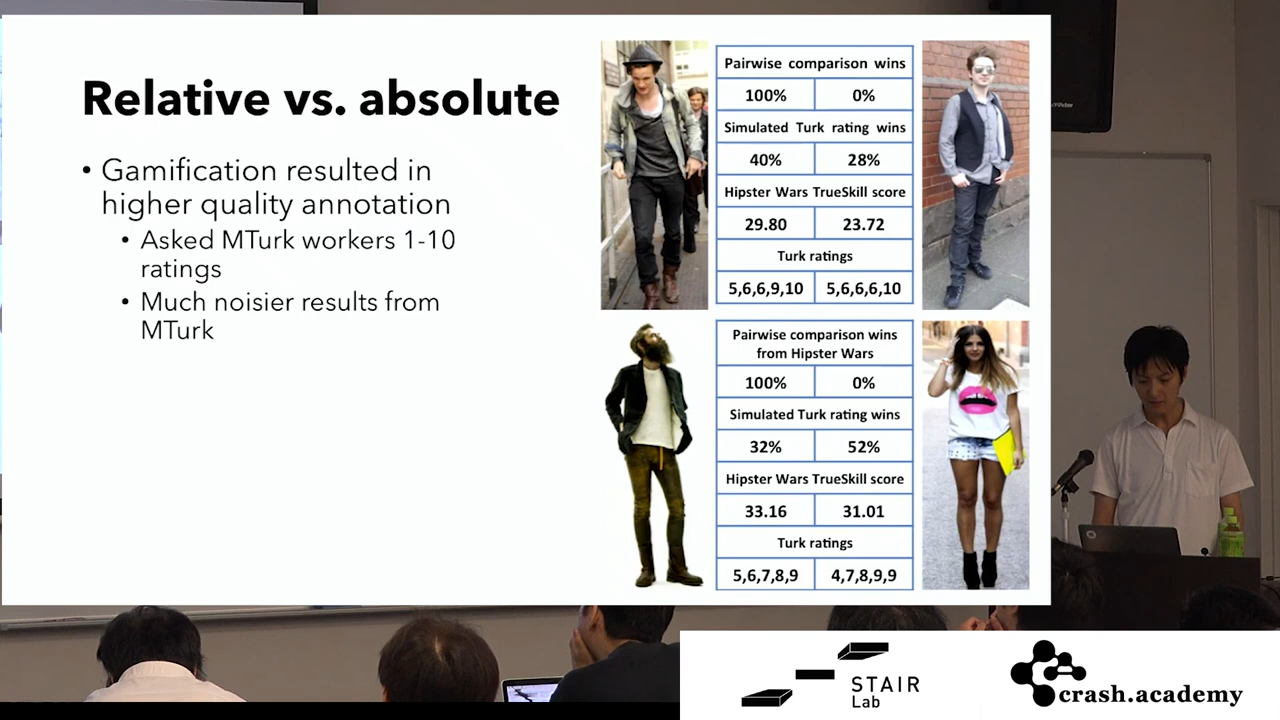 Relative vs. absolute
• Gamification resulted in
higher quality annotation
• Asked MTurk workers 1-10
ratings
• Much noisier results from
MTurk
Pairwise comparison wins
100% 0%
Simulated Turk rating wins
40% 28%
Hipster Wars TrueSkill score
29.80 23.72
Turk ratings
5,6,6,9,10 5,6,6,6,10
Pairwise comparison wins
from Hipster Wars
100% 0%
Simulated Turk rating wins
32% 52%
Hipster Wars TrueSkill score
33.16 31.01
Turk ratings
5,6,7,8,9 4,7,8,9,9
STAIR
Lab
crash.academy